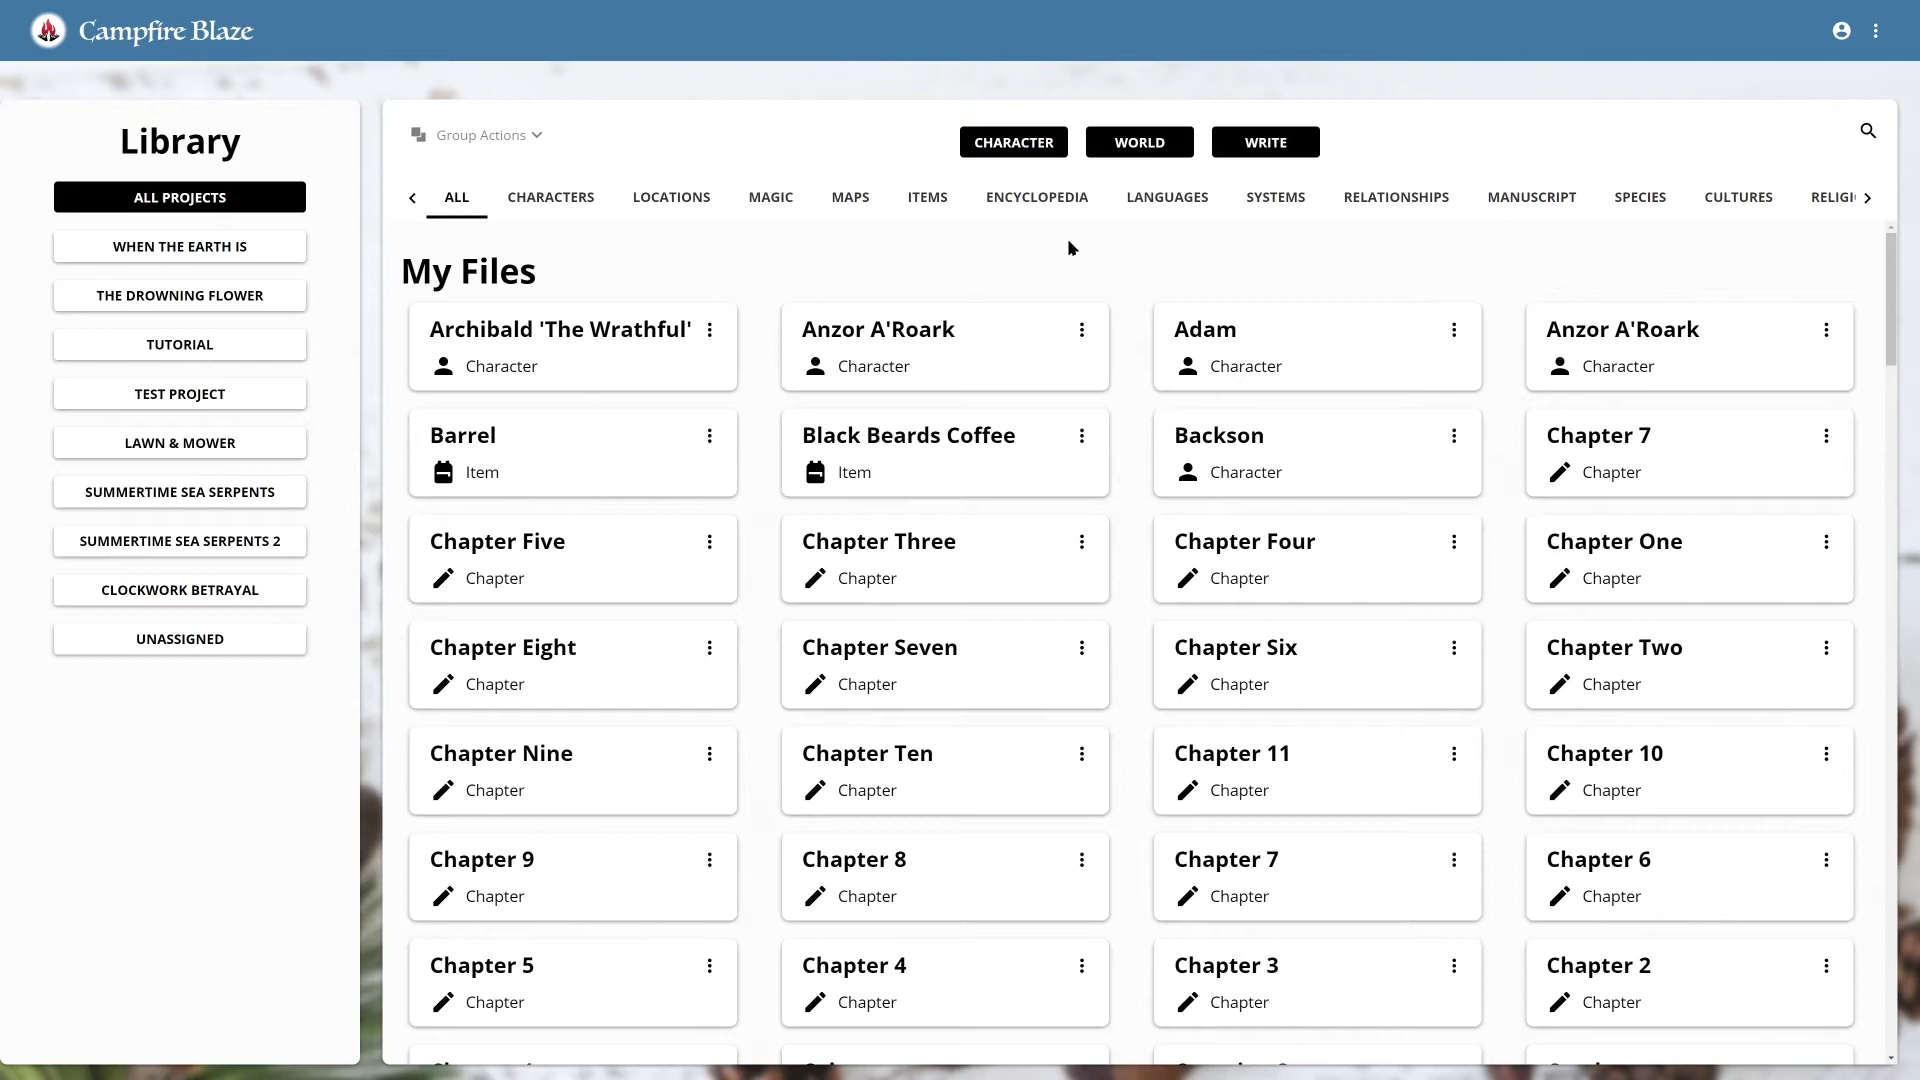 Campfire Blaze
Library
ALL PROJECTS
WHEN THE EARTH IS
THE DROWNING FLOWER
TUTORIAL
TEST PROJECT
LAWN & MOWER
SUMMERTIME SEA SERPENTS
SUMMERTIME SEA SERPENTS 2
CLOCKWORK BETRAYAL
UNASSIGNED
Group Actions
CHARACTER WORLD WRITE
ALL CHARACTERS LOCATIONS MAGIC MAPS ITEMS ENCYCLOPEDIA LANGUAGES SYSTEMS RELATIONSHIPS MANUSCRIPT SPECIES CULTURES RELIGI
My Files
Archibald 'The Wrathful' Anzor A'Roark Adam Anzor A'Roark
Character Character Character Character
Barrel Black Beards Coffee Backson Chapter 7
Item Item Character Chapter
Chapter Five Chapter Three Chapter Four Chapter One
Chapter Chapter Chapter Chapter
Chapter Eight Chapter Seven Chapter Six Chapter Two
Chapter Chapter Chapter Chapter
Chapter Nine Chapter Ten Chapter 11 Chapter 10
Chapter Chapter Chapter Chapter
Chapter 9 Chapter 8 Chapter 7 Chapter 6
Chapter Chapter Chapter Chapter
Chapter 5 Chapter 4 Chapter 3 Chapter 2
Chapter Chapter Chapter Chapter